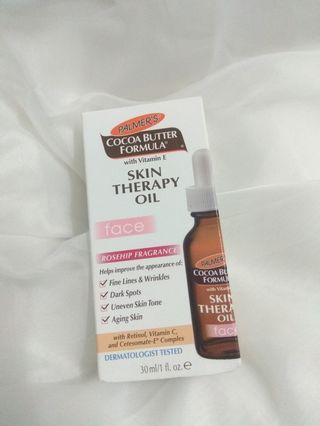 PALMER'S
COCOA BUTTER
FORMULA®
with Vitamin E
SKIN
THERAPY
OIL
face
ROSEHIP FRAGRANCE
Helps improve the appearance of:
Fine Lines & Wrinkles
Dark Spots
Uneven Skin Tone
Aging Skin
with Retinol, Vitamin C,
and Cetesomate-E® Complex
DERMATOLOGIST TESTED
30 ml/1 fl. oz. e
PALMER'S
COCOA BUTTER
FORMULA
with Vitamin
SKIN
THERA
OIL
face